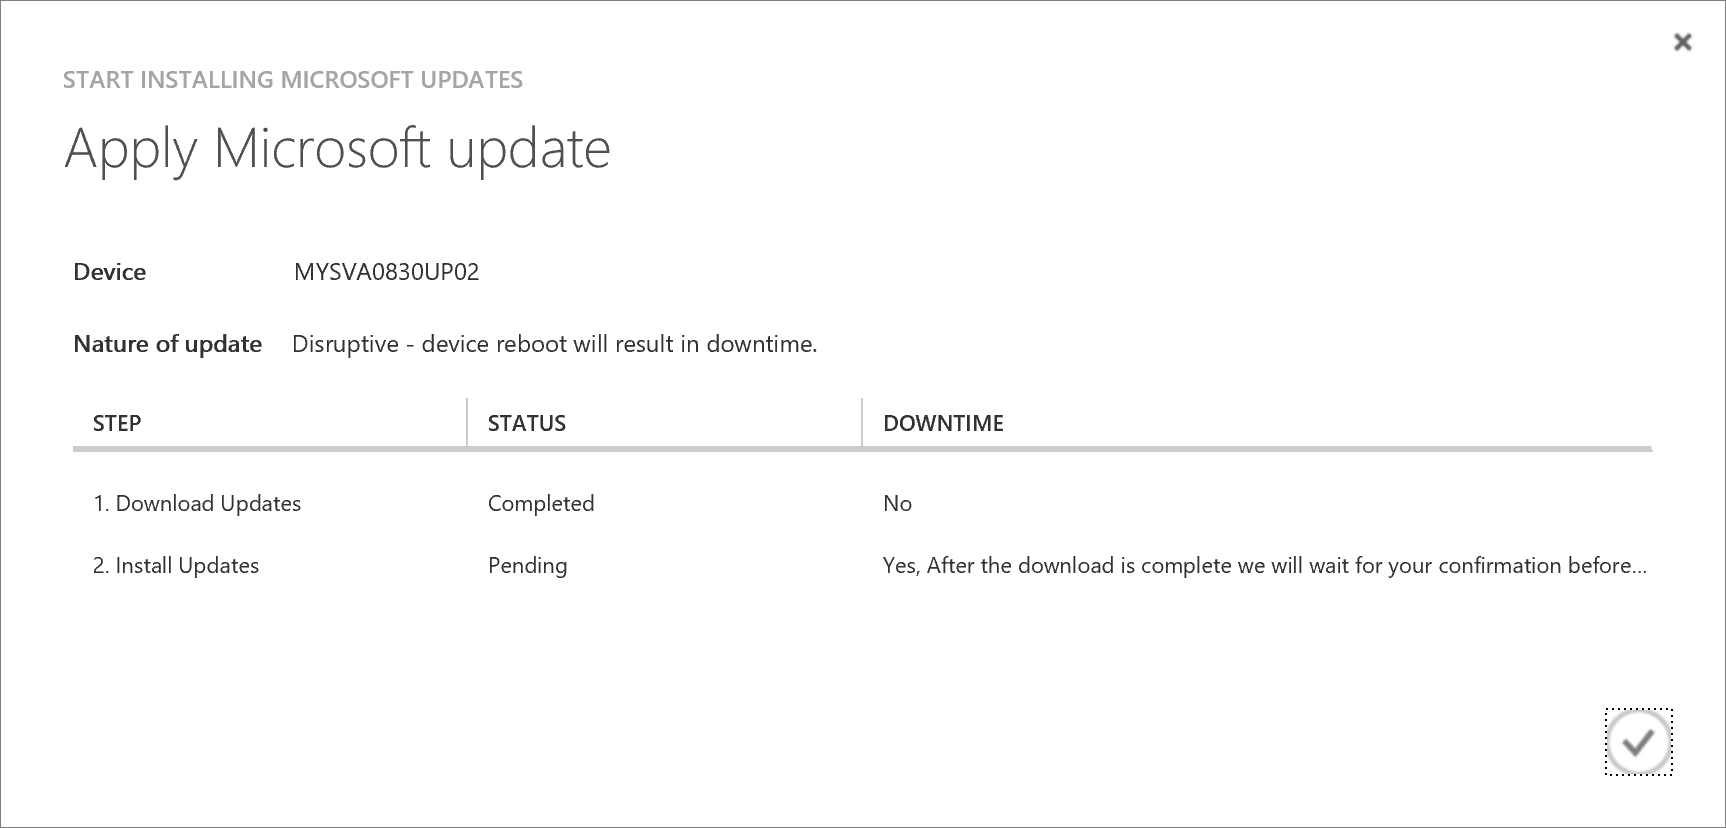 START INSTALLING MICROSOFT UPDATES
Apply Microsoft update
Device MYSVA0830UP02
Nature of update Disruptive - device reboot will result in downtime.
STEP STATUS DOWNTIME
1. Download Updates Completed No
2. Install Updates Pending Yes, After the download is complete we will wait for your confirmation before...